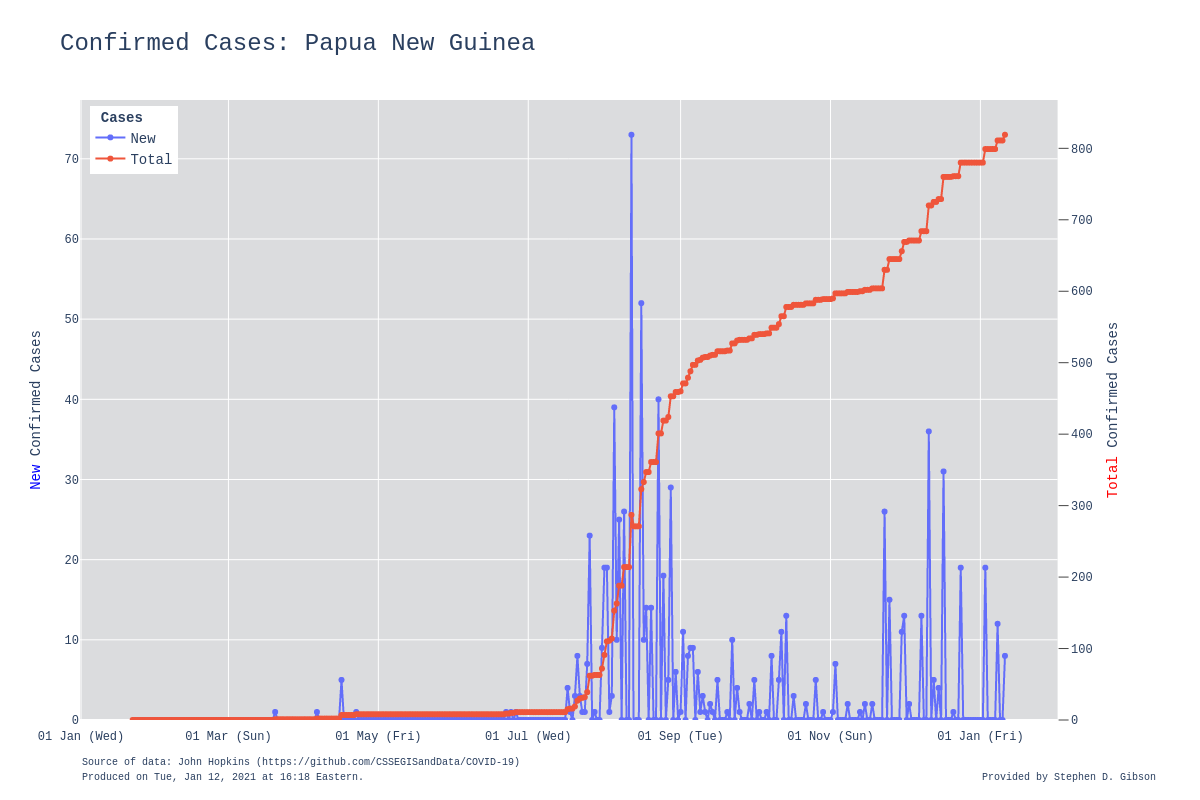 Confirmed Cases: Papua New Guinea
Cases
New
Total
70
60
50
40
30
20
10
0
New Confirmed Cases
800
700
600
500
400
300
200
100
0
Total Confirmed Cases
01 Jan (Wed) 01 Mar (Sun) 01 May (Fri) 01 Jul (Wed) 01 Sep (Tue) 01 Nov (Sun) 01 Jan (Fri)
Source of data: John Hopkins (https://github.com/CSSEGISandData/COVID-19)
Produced on Tue, Jan 12, 2021 at 16:18 Eastern.
Provided by Stephen D. Gibson